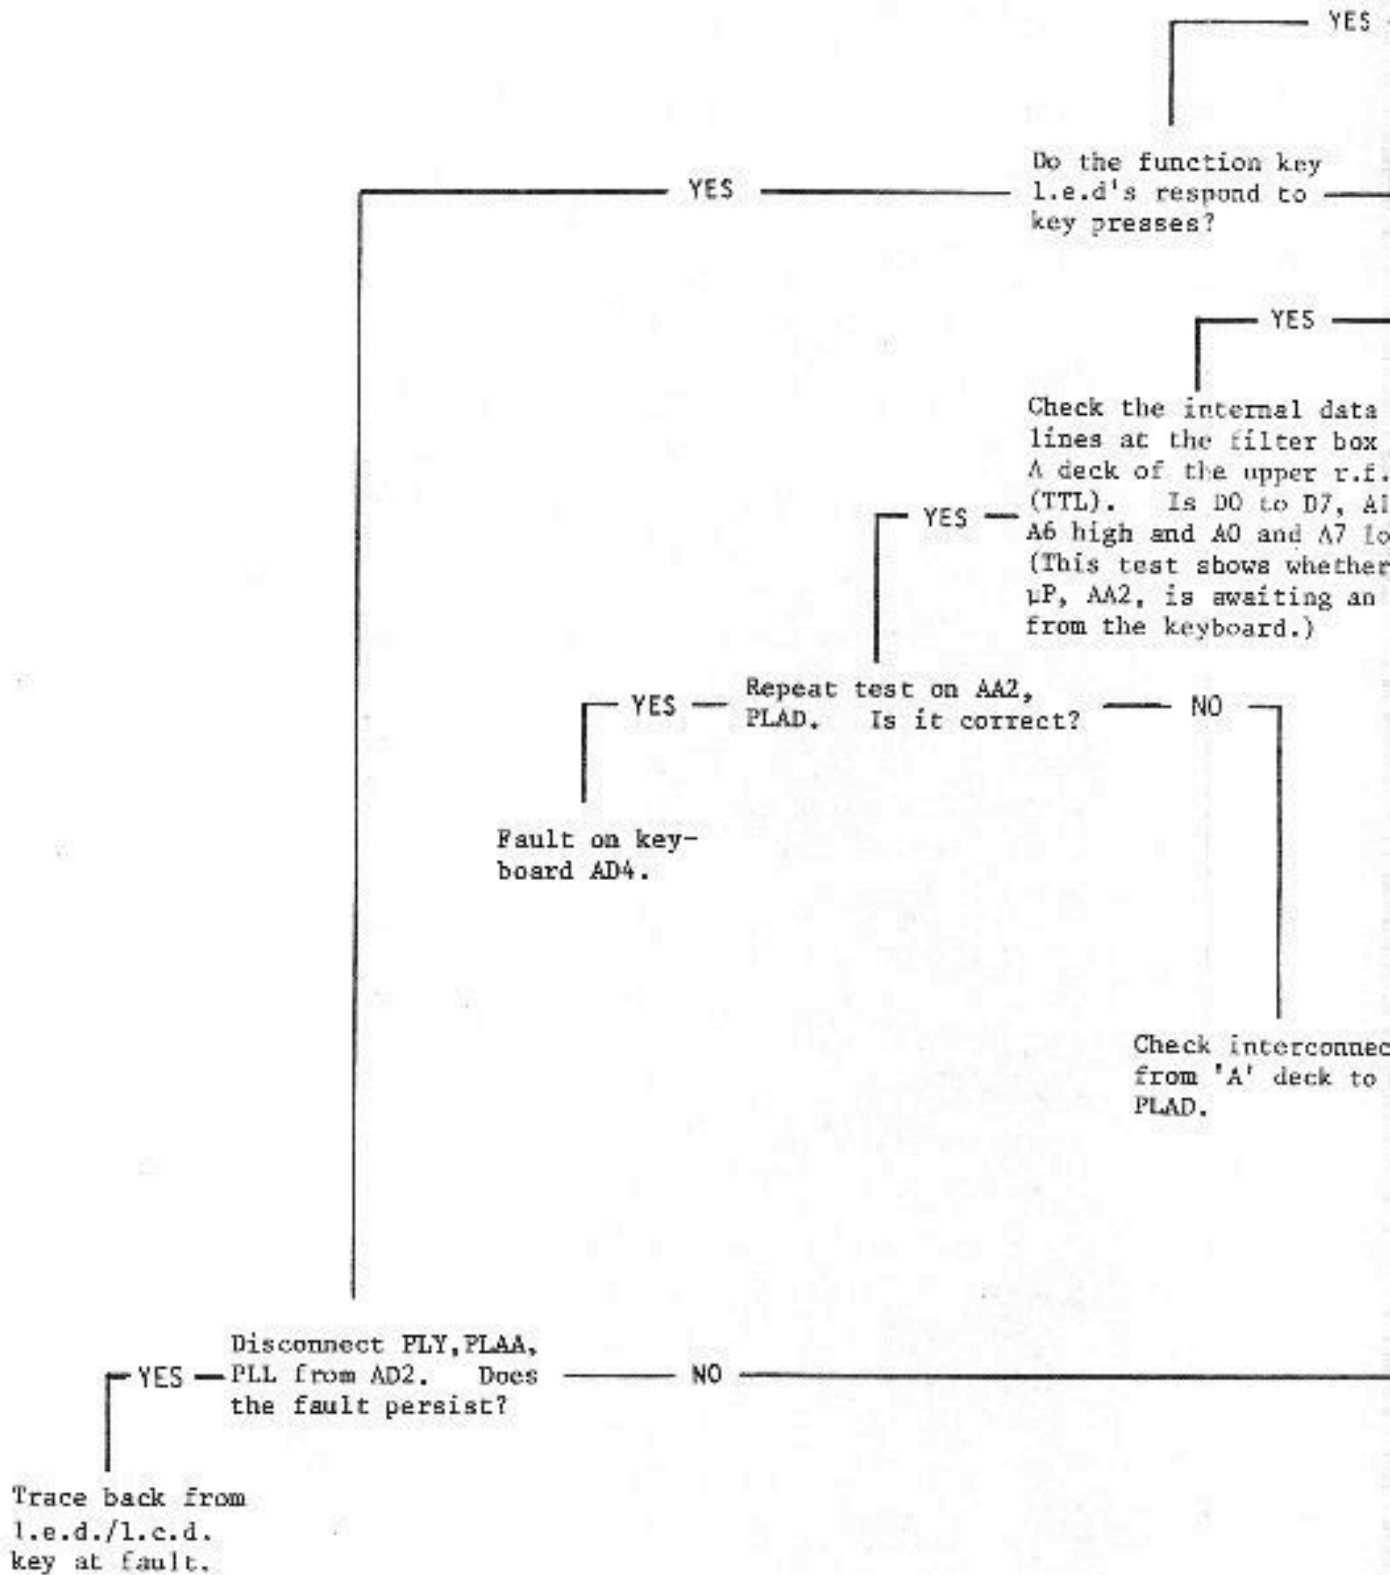 YES
Do the function key
YES
l.e.d's respond to
key presses?
YES
Check the internal data
lines at the filter box
A deck of the upper r.f.
(TTL). Is D0 to D7, A1
YES
A6 high and A0 and A7 lo
(This test shows whether
µP, AA2, is awaiting an
from the keyboard.)
Repeat test on AA2,
YES
PLAD. Is it correct?
NO
Fault on key-
board AD4.
Check interconnec
from 'A' deck to
PLAD.
Disconnect PLY,PLAA,
YES
PLL from AD2. Does
NO
the fault persist?
Trace back from
l.e.d./l.c.d.
key at fault.